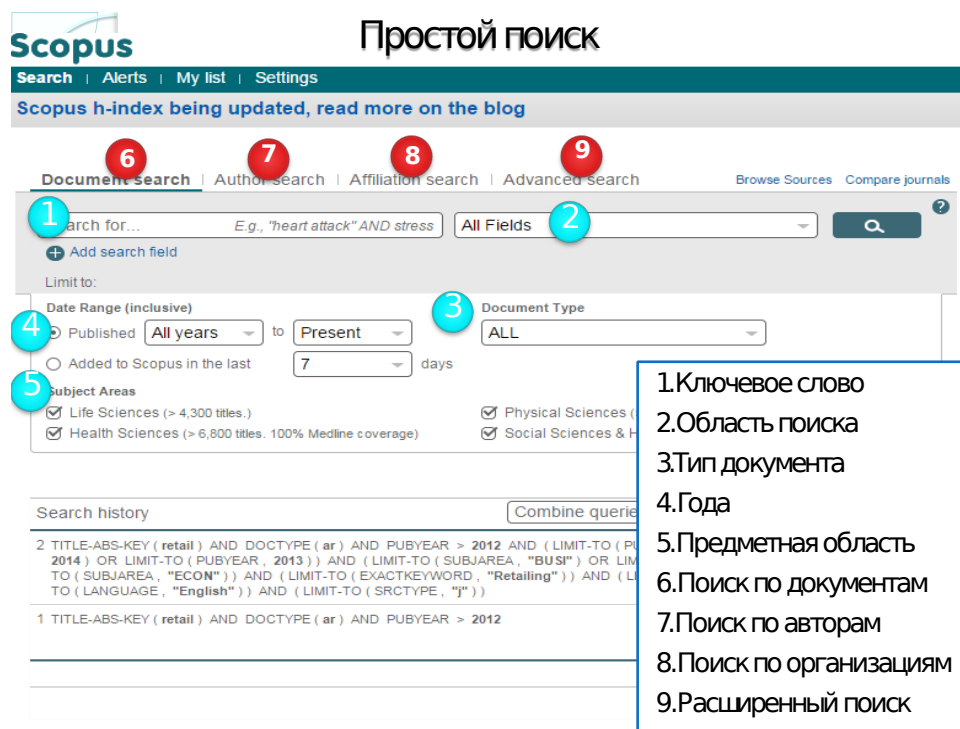 Scopus
Простой поиск
Search | Alerts | My list | Settings
Scopus h-index being updated, read more on the blog
6
7
8
9
Document search | Author search | Affiliation search | Advanced search
Browse Sources Compare journals
1
E.g., "heart attack" AND stress
All Fields
2
?
Add search field
Limit to:
Date Range (inclusive)
3
Document Type
4
Published All years to Present
ALL
Added to Scopus in the last 7 days
5
Subject Areas
Life Sciences (> 4,300 titles.)
Physical Sciences (
Health Sciences (> 6,800 titles. 100% Medline coverage)
Social Sciences & H
Search history
Combine querie
2 TITLE-ABS-KEY ( retail ) AND DOCTYPE ( ar ) AND PUBYEAR > 2012 AND ( LIMIT-TO ( PU
2014 ) OR LIMIT-TO ( PUBYEAR , 2013 ) ) AND ( LIMIT-TO ( SUBJAREA , "BUSI" ) OR LIM
TO ( SUBJAREA , "ECON" ) ) AND ( LIMIT-TO ( EXACTKEYWORD , "Retailing" ) ) AND ( LI
TO ( LANGUAGE , "English" ) ) AND ( LIMIT-TO ( SRCTYPE , "j" ) )
1 TITLE-ABS-KEY ( retail ) AND DOCTYPE ( ar ) AND PUBYEAR > 2012
1.Ключевое слово
2.Область поиска
3.Тип документа
4.Года
5.Предметная область
6.Поиск по документам
7.Поиск по авторам
8.Поиск по организациям
9.Расширенный поиск